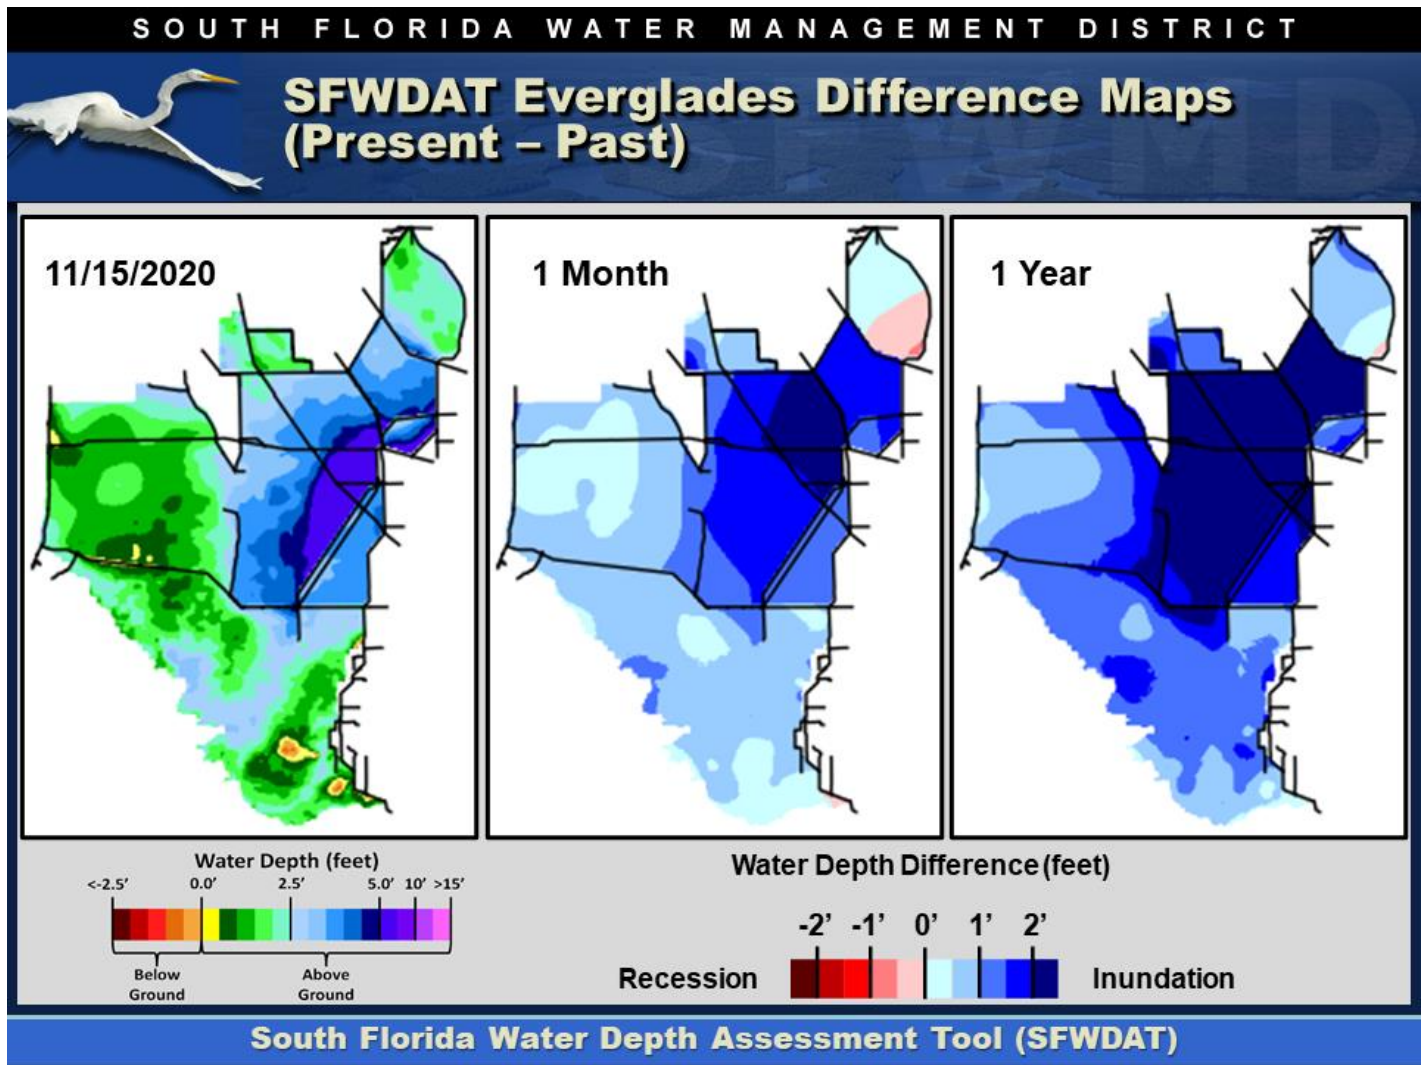 SOUTH FLORIDA WATER MANAGEMENT DISTRICT
SFWDAT Everglades Difference Maps
(Present – Past)
11/15/2020
1 Month
1 Year
Water Depth (feet)
<-2.5' 0.0' 2.5' 5.0' 10' >15'
Below
Ground
Above
Ground
Water Depth Difference (feet)
-2' -1' 0' 1' 2'
Recession
Inundation
South Florida Water Depth Assessment Tool (SFWDAT)